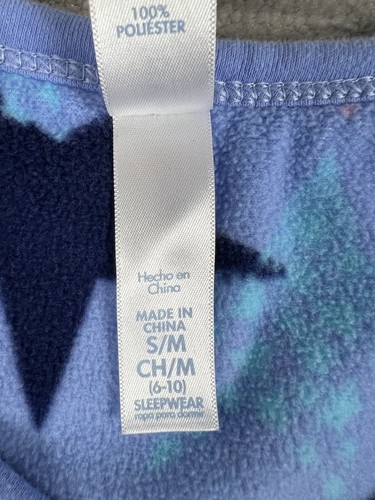 100%
POLIÉSTER
Hecho en
China
MADE IN
CHINA
S/M
CH/M
(6-10)
SLEEPWEAR
ropa para dormir